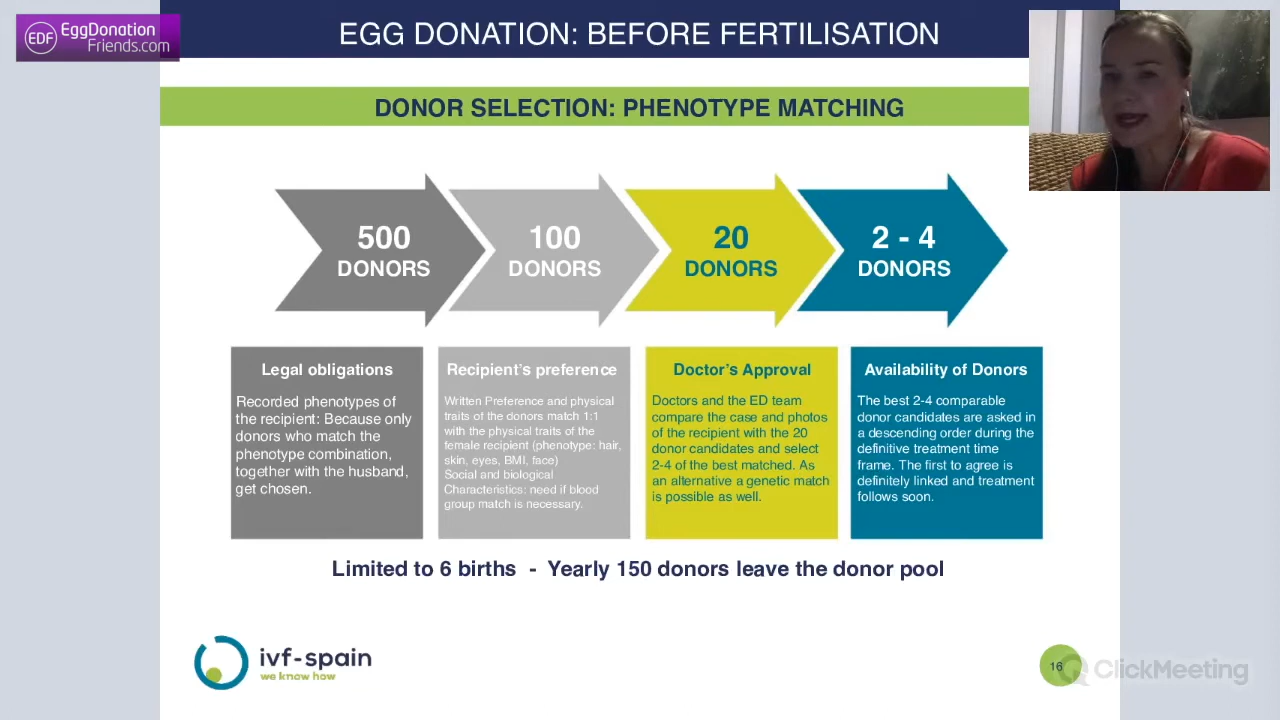 EDF
EggDonation
Friends.com
EGG DONATION: BEFORE FERTILISATION
DONOR SELECTION: PHENOTYPE MATCHING
500
DONORS
100
DONORS
20
DONORS
2 - 4
DONORS
Legal obligations
Recorded phenotypes of
the recipient: Because only
donors who match the
phenotype combination,
together with the husband,
get chosen.
Recipient's preference
Written Preference and physical
traits of the donors match 1:1
with the physical traits of the
female recipient (phenotype: hair,
skin, eyes, BMI, face)
Social and biological
Characteristics: need if blood
group match is necessary.
Doctor's Approval
Doctors and the ED team
compare the case and photos
of the recipient with the 20
donor candidates and select
2-4 of the best matched. As
an alternative a genetic match
is possible as well.
Availability of Donors
The best 2-4 comparable
donor candidates are asked in
a descending order during the
definitive treatment time
frame. The first to agree is
definitely linked and treatment
follows soon.
Limited to 6 births - Yearly 150 donors leave the donor pool
ivf-spain
we know how
16
ClickMeeting